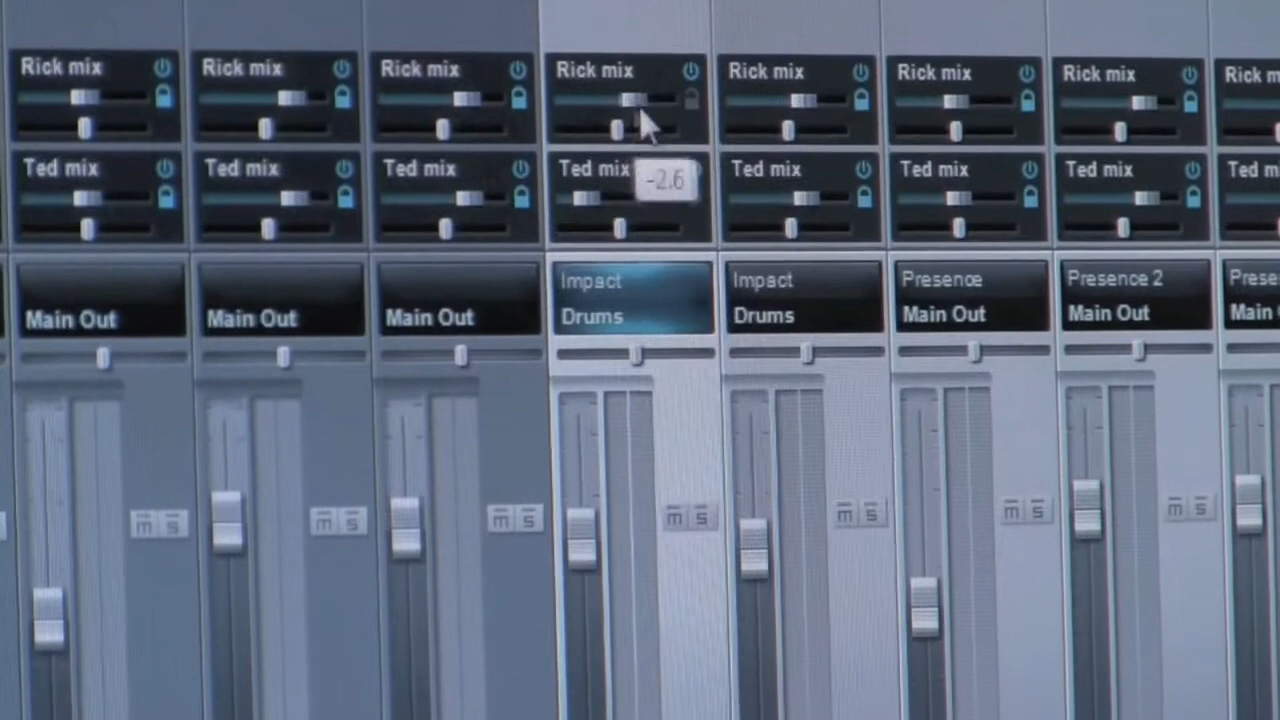 Rick mix Rick mix Rick mix Rick mix Rick mix Rick mix Rick mix Rick m
Ted mix Ted mix Ted mix Ted mix -2.6 Ted mix Ted mix Ted mix Ted m
Impact Impact Presence Presence 2 Prese
Main Out Main Out Main Out Drums Drums Main Out Main Out Main
m s m s m s m s m s m s m s